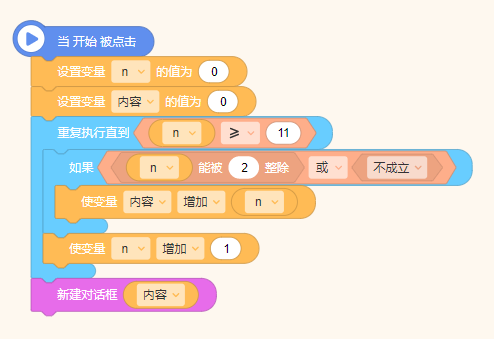 当 开始 被点击
设置变量 n 的值为 0
设置变量 内容 的值为 0
重复执行直到 n ≥ 11
如果 n 能被 2 整除 或 不成立
使变量 内容 增加 n
使变量 n 增加 1
新建对话框 内容